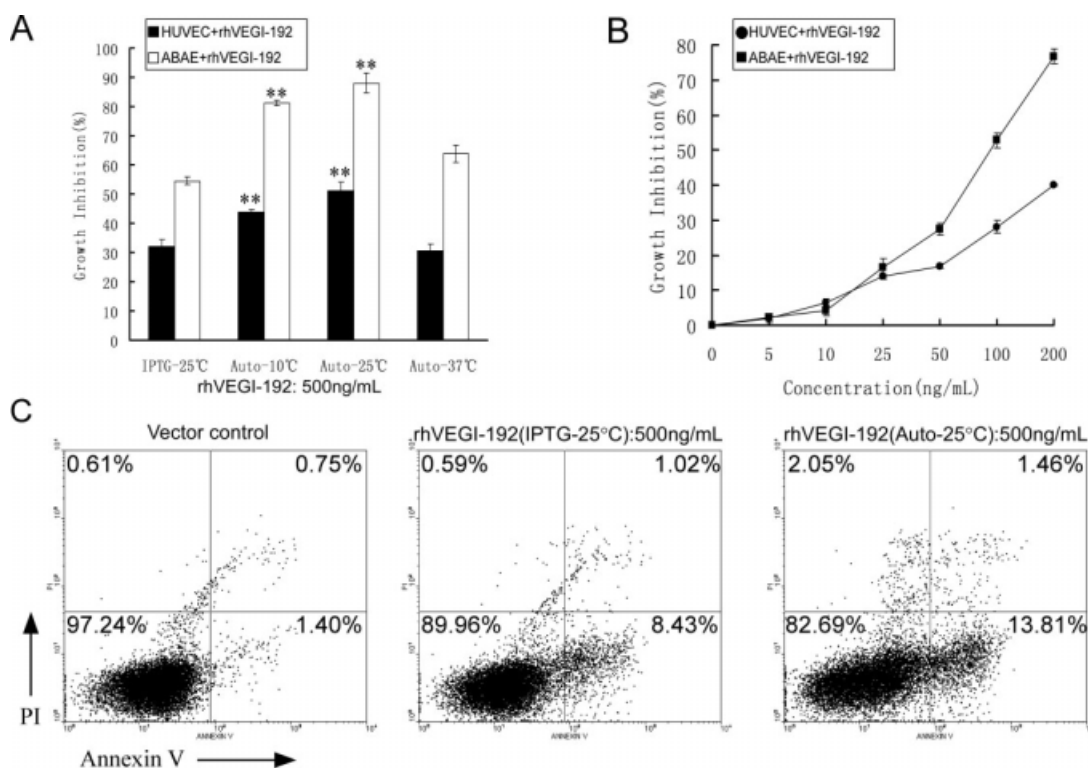 A
HUVEC+rhVEGI-192
ABAE+rhVEGI-192
Growth Inhibition(%)
100
90
80
70
60
50
40
30
20
10
0
**
**
**
**
IPTG-25℃ Auto-10℃ Auto-25℃ Auto-37℃
rhVEGI-192: 500ng/mL
B
HUVEC+rhVEGI-192
ABAE+rhVEGI-192
Growth Inhibition(%)
80
70
60
50
40
30
20
10
0
0 5 10 25 50 100 200
Concentration(ng/mL)
C
Vector control
0.61% 0.75%
97.24% 1.40%
ANNEXIN V
rhVEGI-192(IPTG-25°C):500ng/mL
0.59% 1.02%
89.96% 8.43%
ANNEXIN V
rhVEGI-192(Auto-25°C):500ng/mL
2.05% 1.46%
82.69% 13.81%
ANNEXIN V
PI
Annexin V